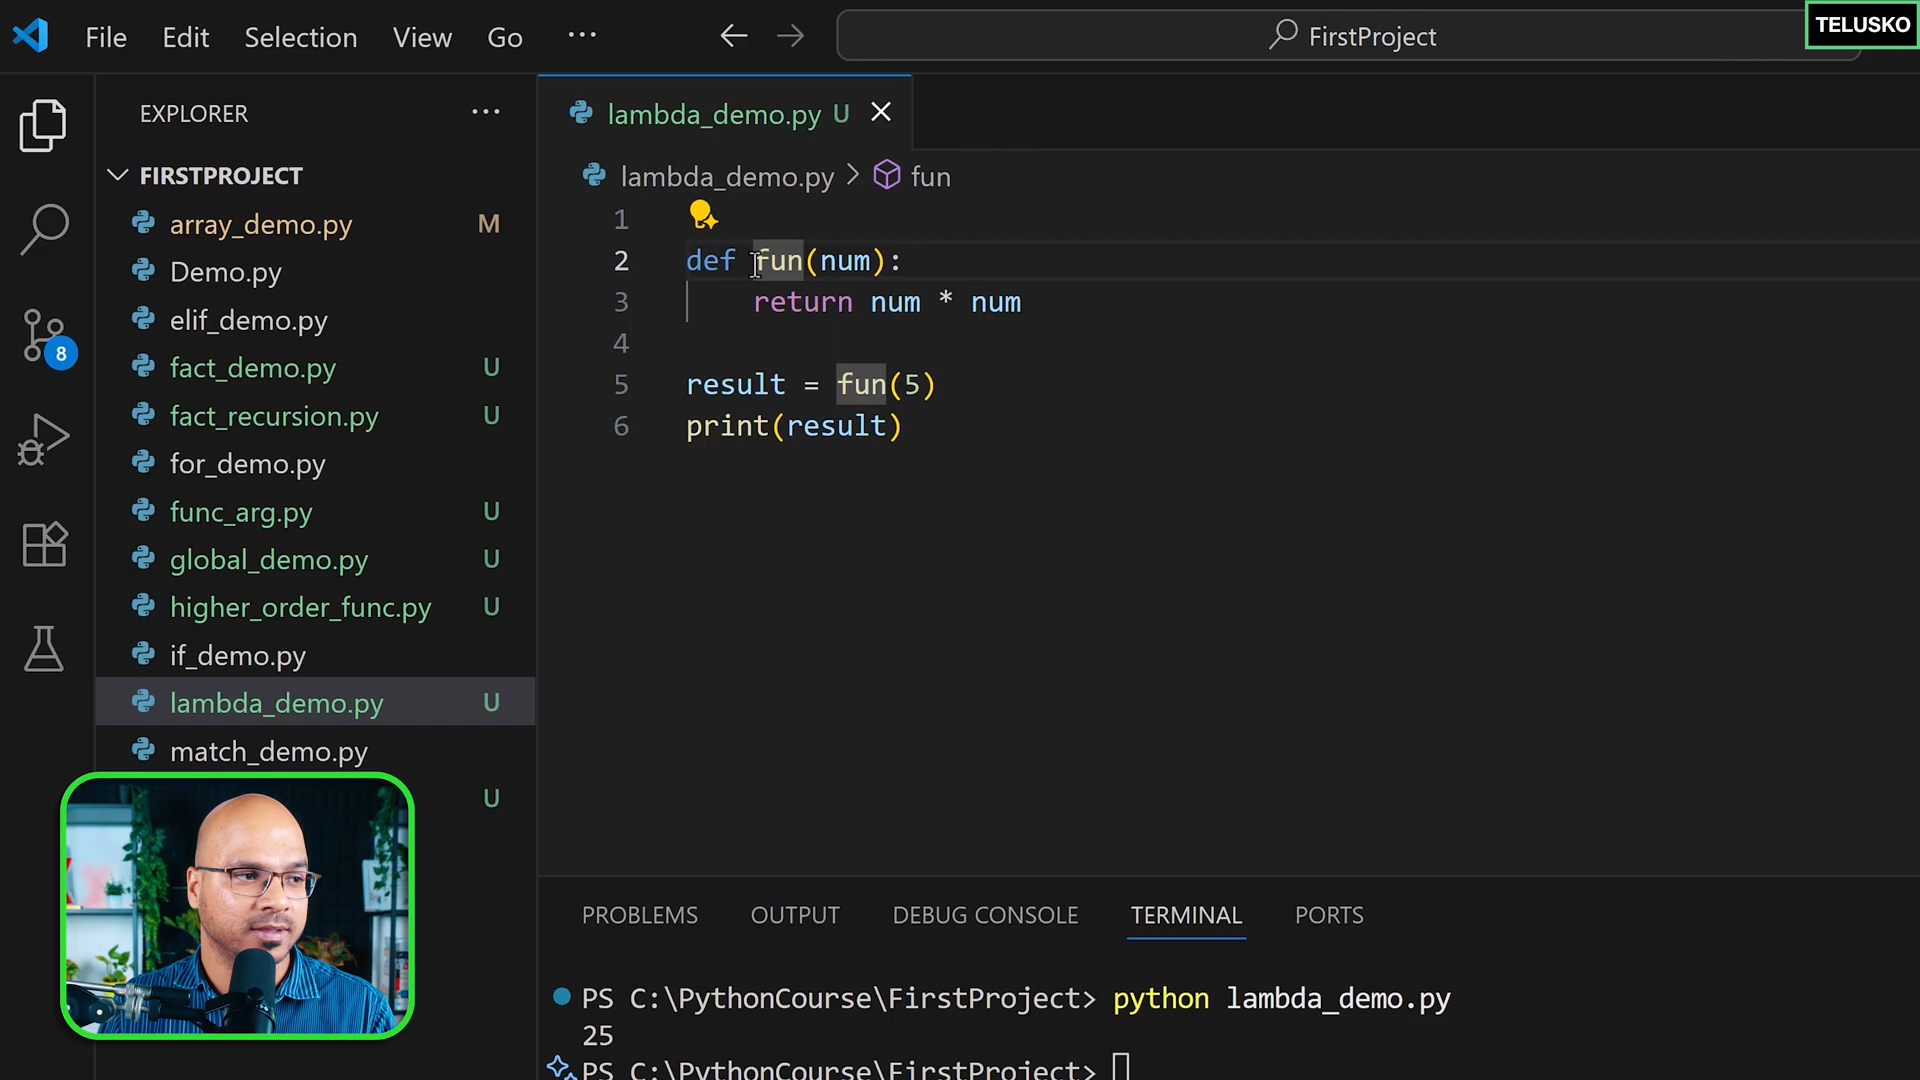 File Edit Selection View Go ···
FirstProject
TELUSKO
EXPLORER ···
FIRSTPROJECT
array_demo.py M
Demo.py
elif_demo.py
fact_demo.py U
fact_recursion.py U
for_demo.py
func_arg.py U
global_demo.py U
higher_order_func.py U
if_demo.py
lambda_demo.py U
match_demo.py
U
8
lambda_demo.py U
lambda_demo.py > fun
1
2 def fun(num):
3 return num * num
4
5 result = fun(5)
6 print(result)
PROBLEMS OUTPUT DEBUG CONSOLE TERMINAL PORTS
PS C:\PythonCourse\FirstProject> python lambda_demo.py
25
PS C:\PythonCourse\FirstProject>